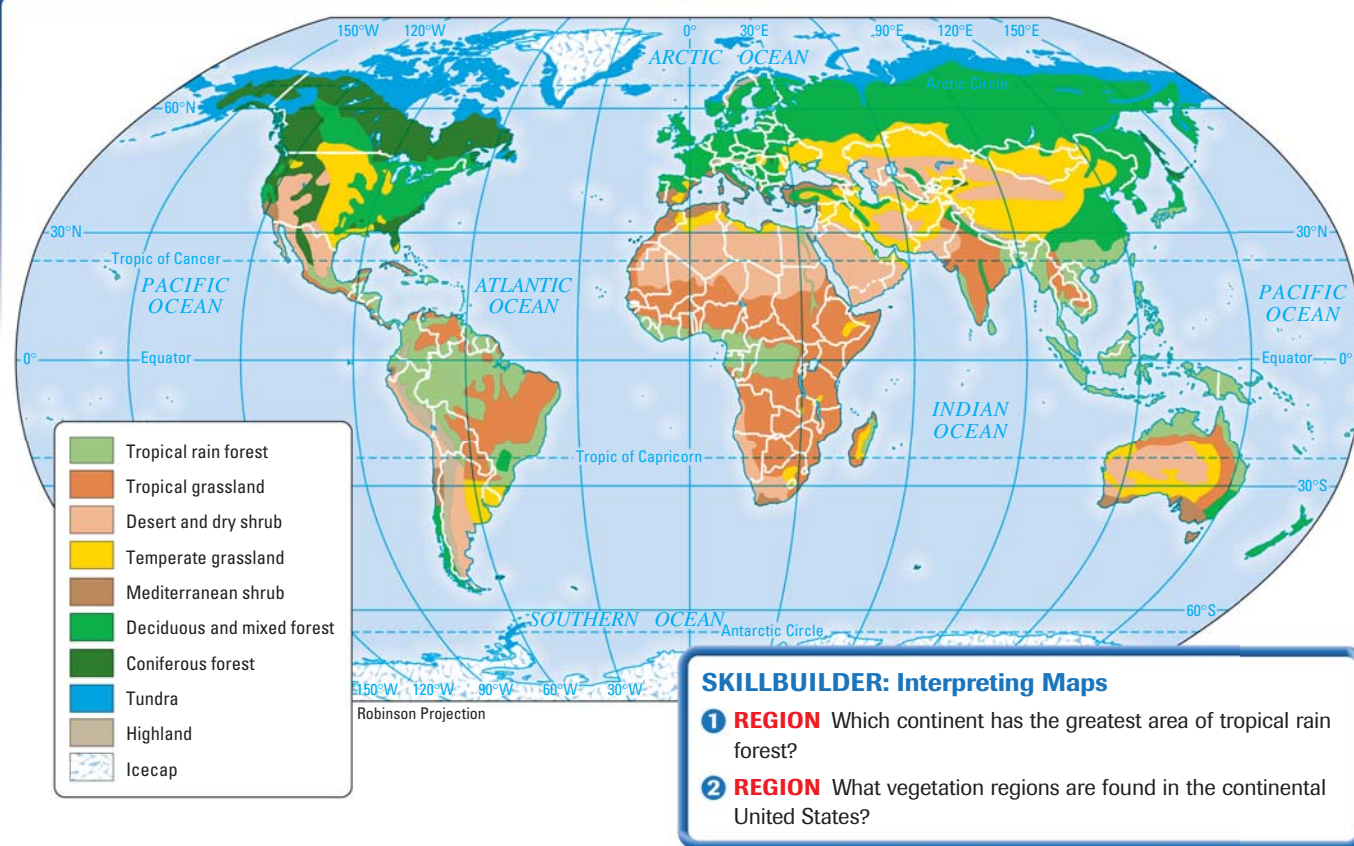 150°W 120°W 0° 30°E 90°E 120°E 150°E
ARCTIC OCEAN
Arctic Circle
60°N
30°N 30°N
Tropic of Cancer
PACIFIC OCEAN
ATLANTIC OCEAN
PACIFIC OCEAN
0° Equator Equator 0°
INDIAN OCEAN
Tropic of Capricorn
30°S
60°S
SOUTHERN OCEAN
Antarctic Circle
150°W 120°W 90°W 60°W 30°W
Robinson Projection
Tropical rain forest
Tropical grassland
Desert and dry shrub
Temperate grassland
Mediterranean shrub
Deciduous and mixed forest
Coniferous forest
Tundra
Highland
Icecap
SKILLBUILDER: Interpreting Maps
1 REGION Which continent has the greatest area of tropical rain
forest?
2 REGION What vegetation regions are found in the continental
United States?